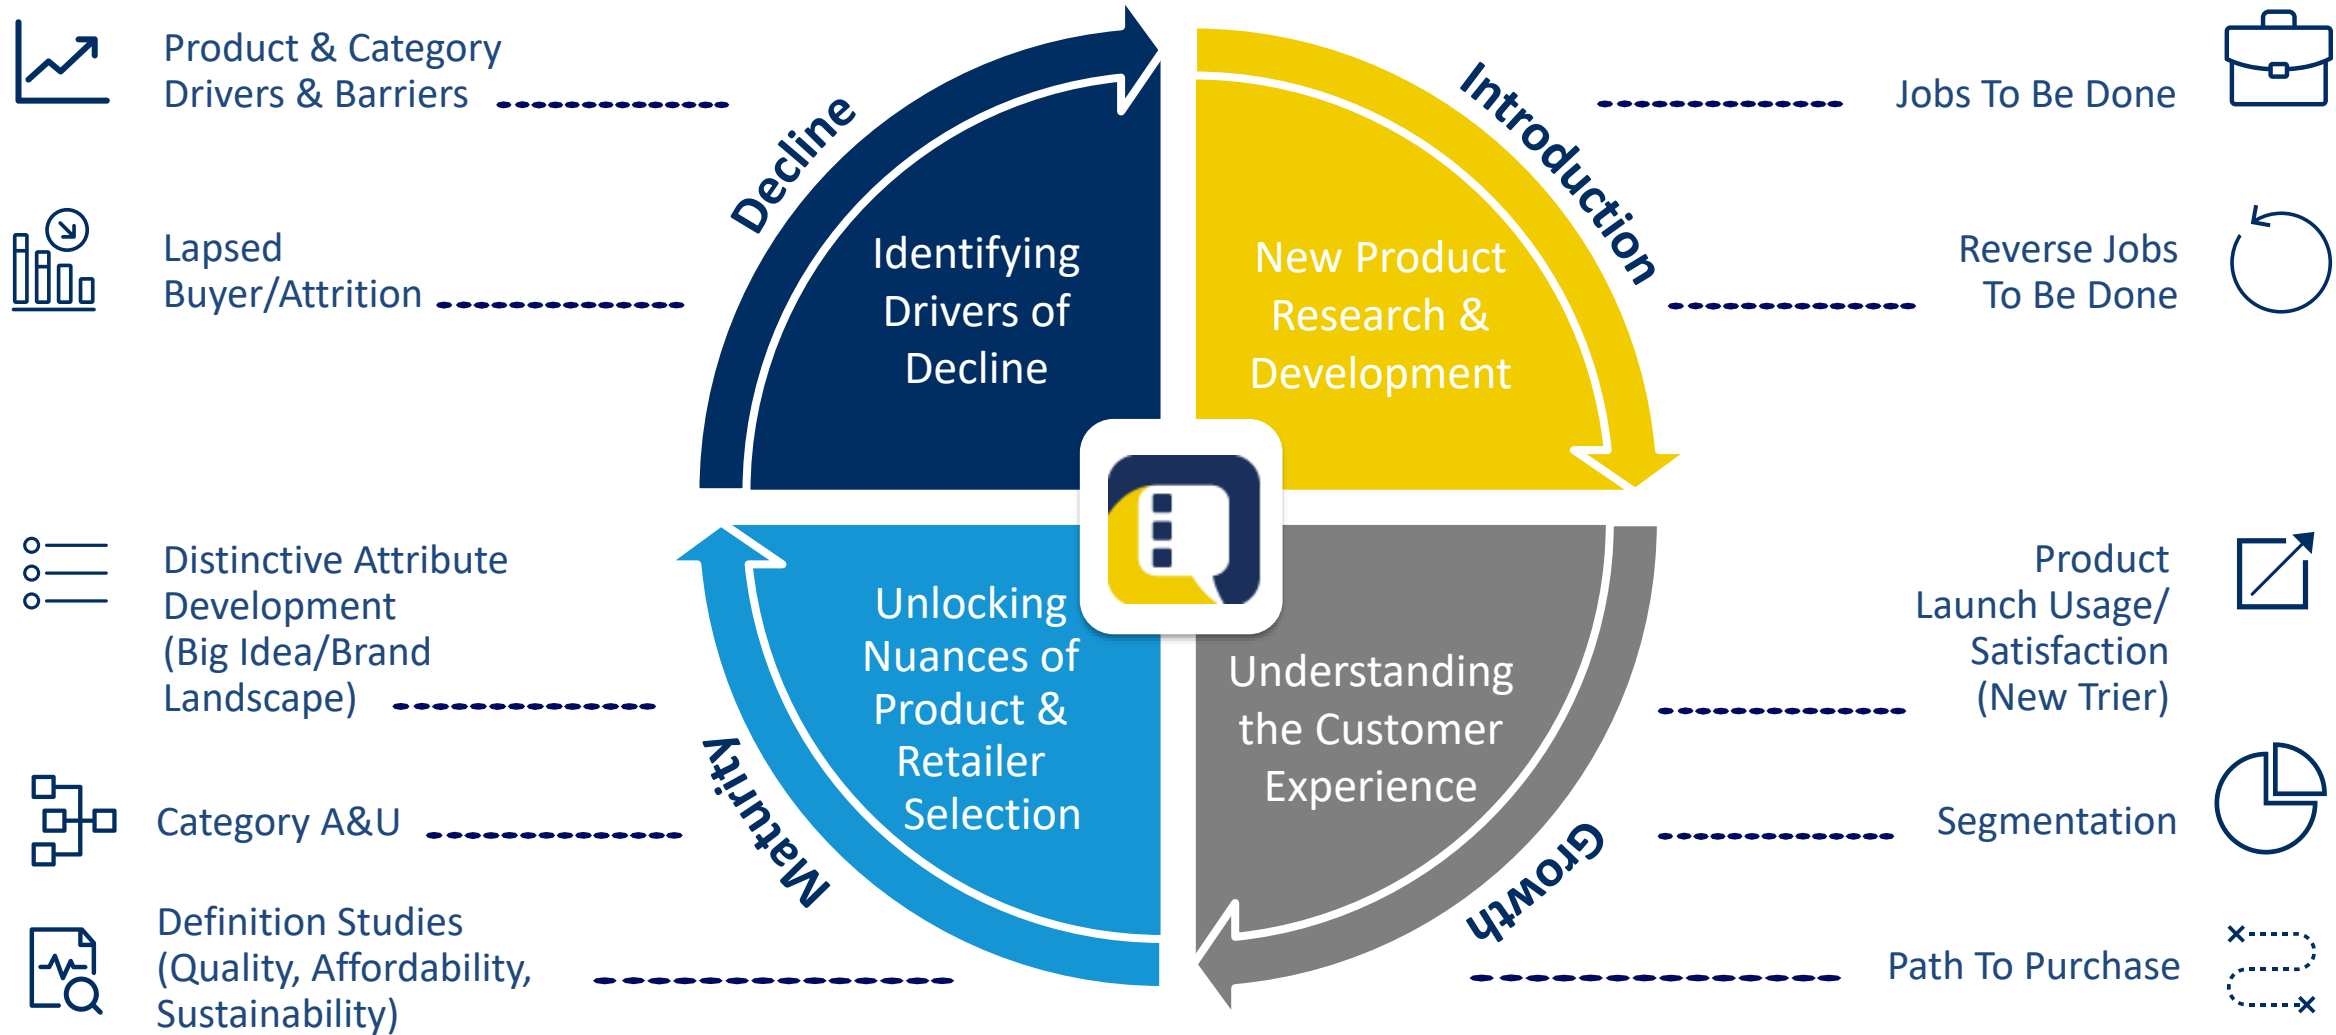 Product & Category
Drivers & Barriers
Lapsed
Buyer/Attrition
Distinctive Attribute
Development
(Big Idea/Brand
Landscape)
Category A&U
Definition Studies
(Quality, Affordability,
Sustainability)
Decline
Identifying
Drivers of
Decline
Introduction
New Product
Research &
Development
Maturity
Unlocking
Nuances of
Product &
Retailer
Selection
Growth
Understanding
the Customer
Experience
Jobs To Be Done
Reverse Jobs
To Be Done
Product
Launch Usage/
Satisfaction
(New Trier)
Segmentation
Path To Purchase